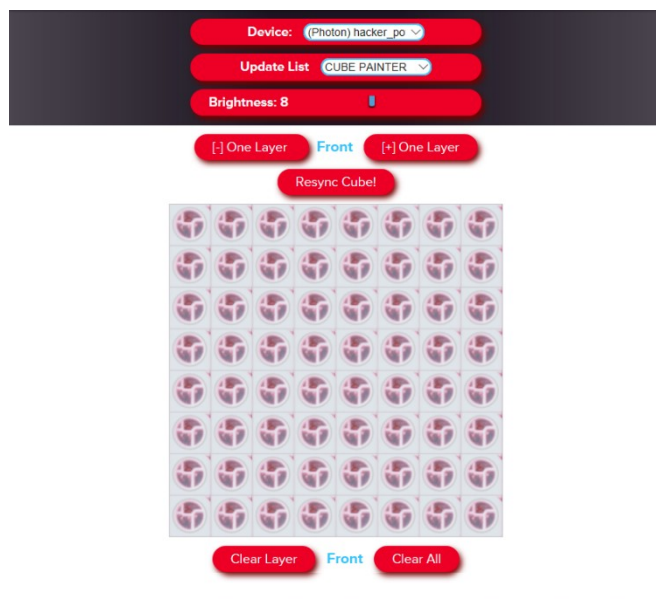 Device: (Photon) hacker_po
Update List CUBE PAINTER
Brightness: 8
[-] One Layer Front [+] One Layer
Resync Cube!
Clear Layer Front Clear All